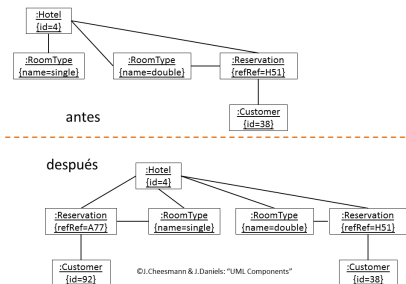 :Hotel
{id=4}
:RoomType
{name=single}
:RoomType
{name=double}
:Reservation
{refRef=H51}
:Customer
{id=38}
antes
después
:Hotel
{id=4}
:Reservation
{refRef=A77}
:RoomType
{name=single}
:RoomType
{name=double}
:Reservation
{refRef=H51}
:Customer
{id=92}
©J.Cheesmann & J.Daniels: “UML Components”
:Customer
{id=38}